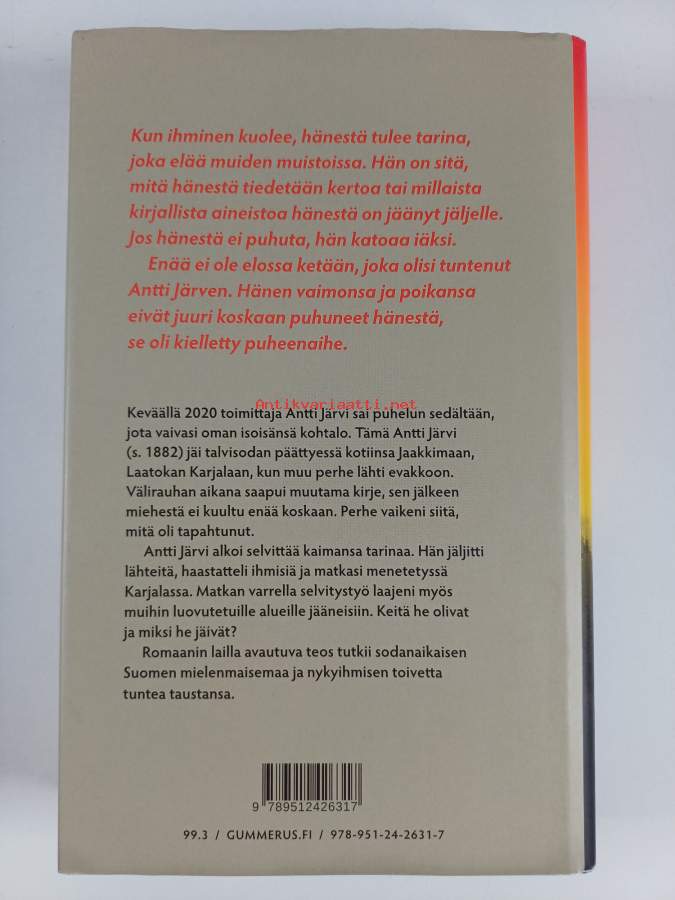 Kun ihminen kuolee, hänestä tulee tarina,
joka elää muiden muistoissa. Hän on sitä,
mitä hänestä tiedetään kertoa tai millaista
kirjallista aineistoa hänestä on jäänyt jäljelle.
Jos hänestä ei puhuta, hän katoaa iäksi.
Enää ei ole elossa ketään, joka olisi tuntenut
Antti Järven. Hänen vaimonsa ja poikansa
eivät juuri koskaan puhuneet hänestä,
se oli kielletty puheenaihe.
Antikvariaatti.net
Keväällä 2020 toimittaja Antti Järvi sai puhelun sedältään,
jota vaivasi oman isoisänsä kohtalo. Tämä Antti Järvi
(s. 1882) jäi talvisodan päättyessä kotiinsa Jaakkimaan,
Laatokan Karjalaan, kun muu perhe lähti evakkoon.
Välirauhan aikana saapui muutama kirje, sen jälkeen
miehestä ei kuultu enää koskaan. Perhe vaikeni siitä,
mitä oli tapahtunut.
Antti Järvi alkoi selvittää kaimansa tarinaa. Hän jäljitti
lähteitä, haastatteli ihmisiä ja matkasi menetetyssä
Karjalassa. Matkan varrella selvitystyö laajeni myös
muihin luovutetuille alueille jääneisiin. Keitä he olivat
ja miksi he jäivät?
Romaanin lailla avautuva teos tutkii sodanaikaisen
Suomen mielenmaisemaa ja nykyihmisen toivetta
tuntea taustansa.
9 789512 426317
99.3 / GUMMERUS.FI / 978-951-24-2631-7